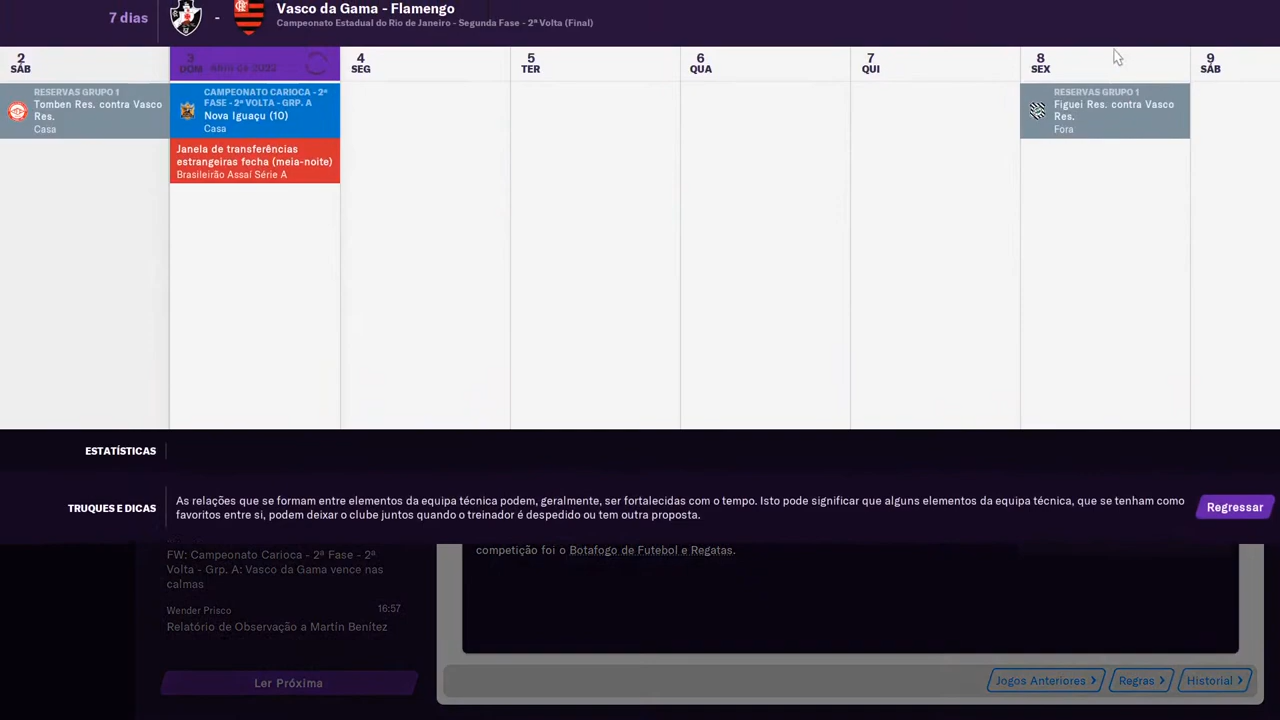 7 dias
Vasco da Gama - Flamengo
Campeonato Estadual do Rio de Janeiro - Segunda Fase - 2ª Volta (Final)
2
SÁB
3
DOM
4
SEG
5
TER
6
QUA
7
QUI
8
SEX
9
SÁB
RESERVAS GRUPO 1
Tomben Res. contra Vasco
Res.
Casa
CAMPEONATO CARIOCA - 2ª
FASE - 2ª VOLTA - GRP. A
Nova Iguaçu (10)
Casa
Janela de transferências
estrangeiras fecha (meia-noite)
Brasileirão Assaí Série A
RESERVAS GRUPO 1
Figuei Res. contra Vasco
Res.
Fora
ESTATÍSTICAS
TRUQUES E DICAS
As relações que se formam entre elementos da equipa técnica podem, geralmente, ser fortalecidas com o tempo. Isto pode significar que alguns elementos da equipa técnica, que se tenham como
favoritos entre si, podem deixar o clube juntos quando o treinador é despedido ou tem outra proposta.
Regressar
FW: Campeonato Carioca - 2ª Fase - 2ª
Volta - Grp. A: Vasco da Gama vence nas
calmas
Wender Prisco 16:57
Relatório de Observação a Martín Benítez
competição foi o Botafogo de Futebol e Regatas.
Ler Próxima
Jogos Anteriores
Regras
Historial